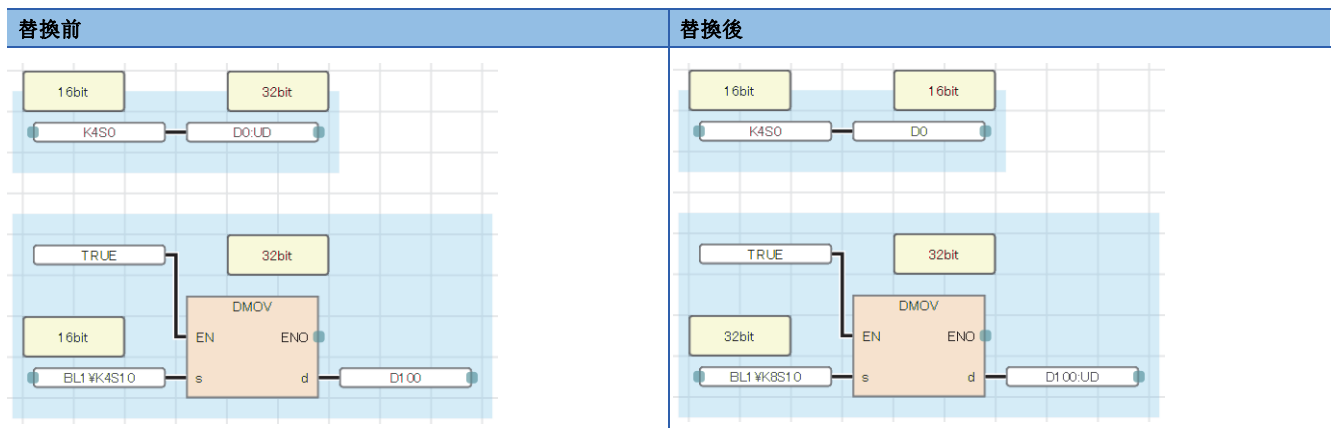 替換前
替換後
16bit 32bit
K4S0 D0:UD
TRUE 32bit
DMOV
16bit EN ENO
BL1¥K4S10 s d D100
16bit 16bit
K4S0 D0
TRUE 32bit
DMOV
32bit EN ENO
BL1¥K8S10 s d D100:UD